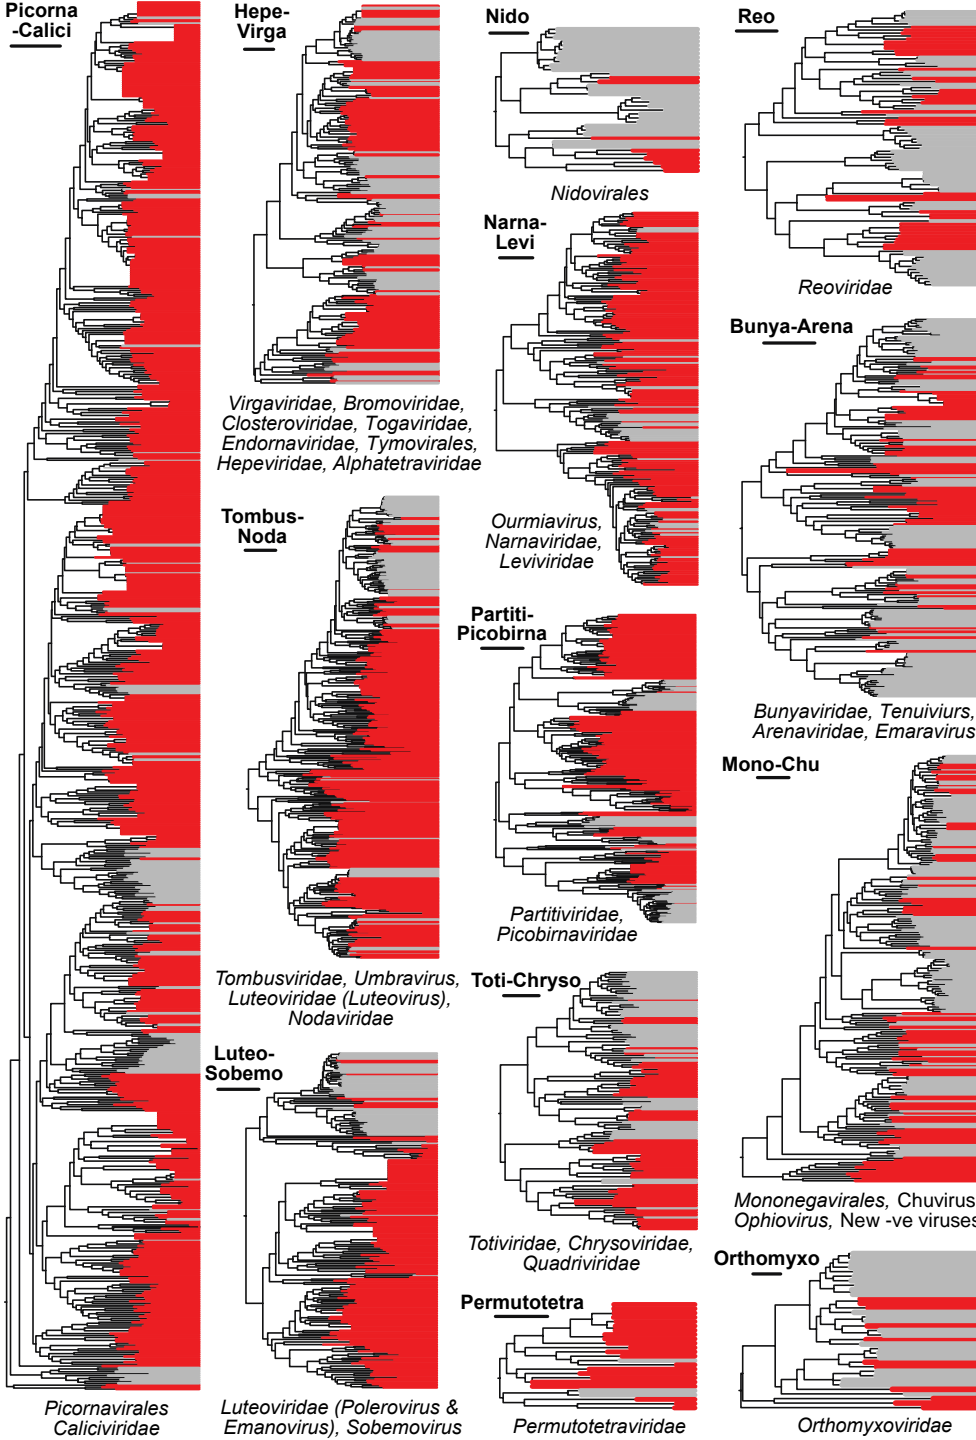 Picorna
-Calici
Picornavirales
Caliciviridae
Hepe-
Virga
Virgaviridae, Bromoviridae,
Closteroviridae, Togaviridae,
Endornaviridae, Tymovirales,
Hepeviridae, Alphatetraviridae
Tombus-
Noda
Tombusviridae, Umbravirus,
Luteoviridae (Luteovirus),
Nodaviridae
Luteo-
Sobemo
Luteoviridae (Polerovirus &
Emanovirus), Sobemovirus
Nido
Nidovirales
Narna-
Levi
Ourmiavirus,
Narnaviridae,
Leviviridae
Partiti-
Picobirna
Partitiviridae,
Picobirnaviridae
Toti-Chryso
Totiviridae, Chrysoviridae,
Quadriviridae
Permutotetra
Permutotetraviridae
Reo
Reoviridae
Bunya-Arena
Bunyaviridae, Tenuiviurs,
Arenaviridae, Emaravirus
Mono-Chu
Mononegavirales, Chuvirus
Ophiovirus, New -ve viruses
Orthomyxo
Orthomyxoviridae